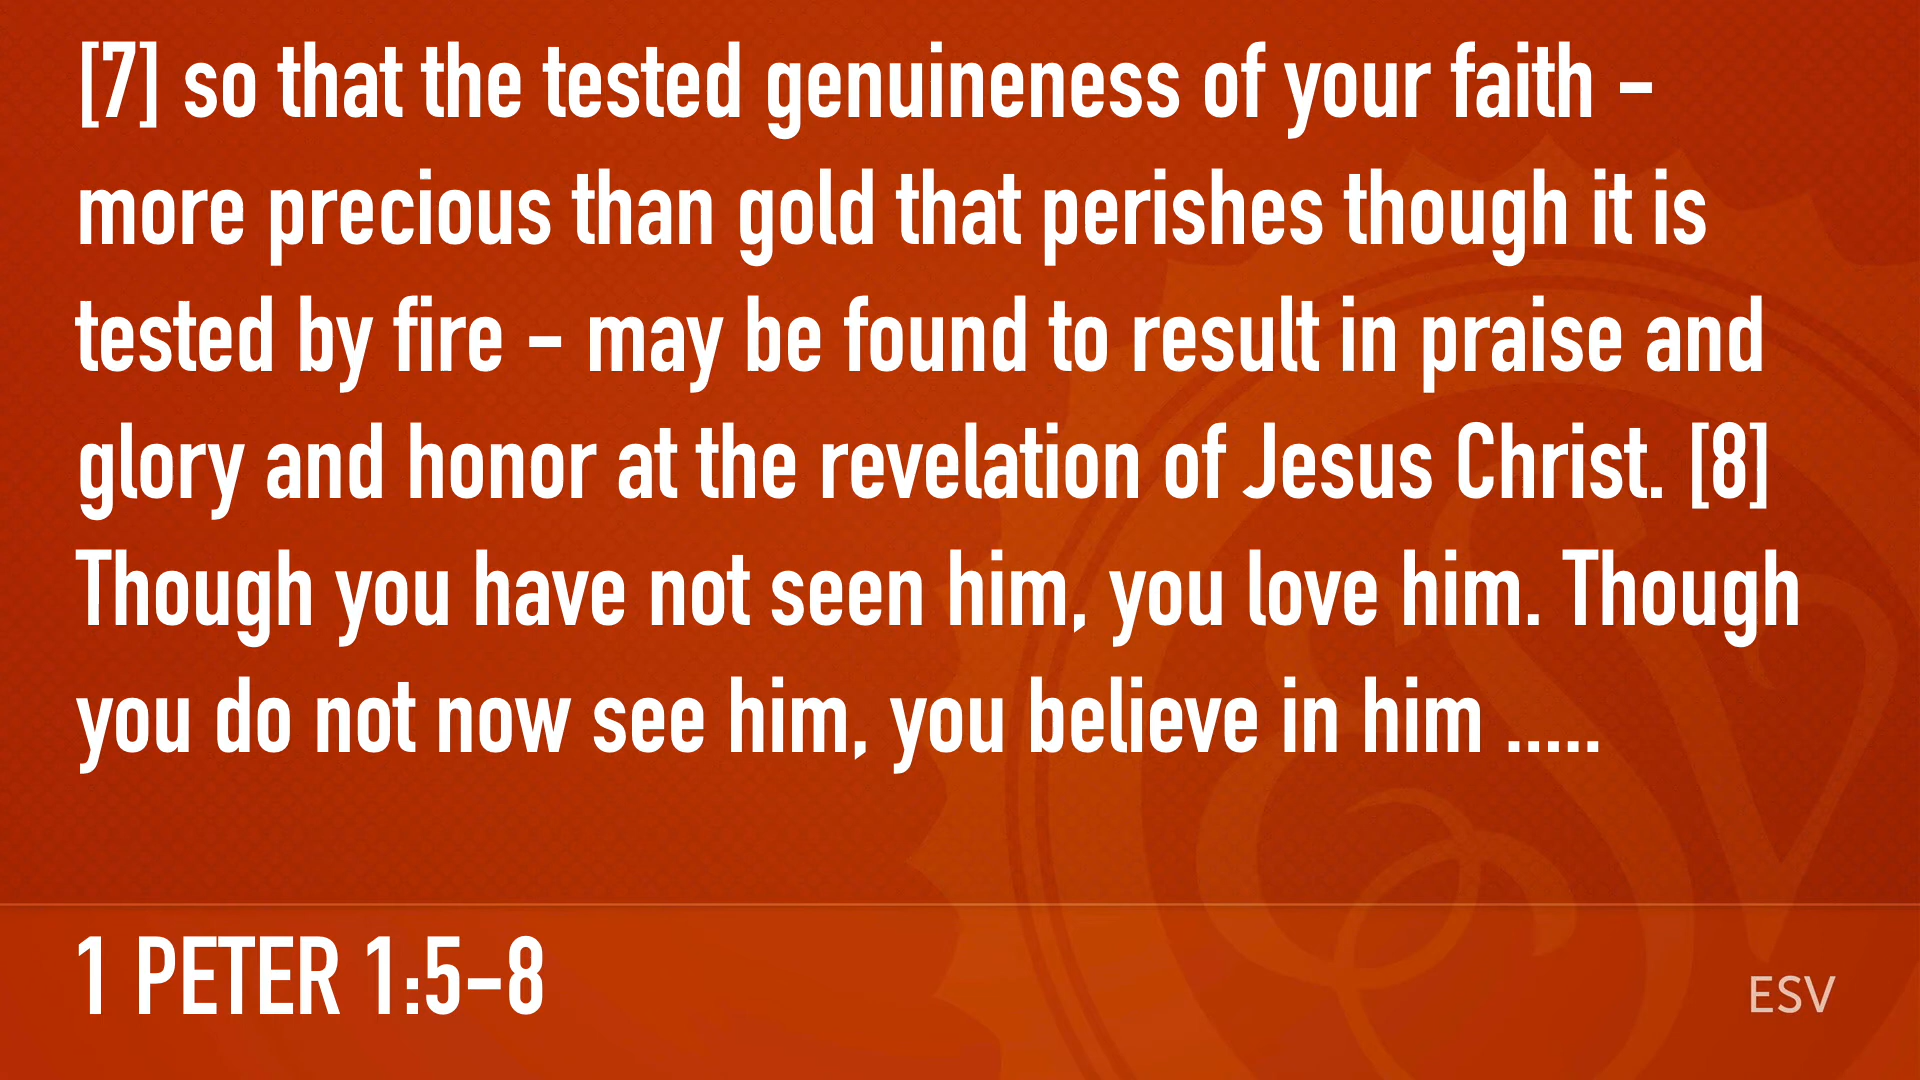 [7] so that the tested genuineness of your faith –
more precious than gold that perishes though it is
tested by fire – may be found to result in praise and
glory and honor at the revelation of Jesus Christ. [8]
Though you have not seen him, you love him. Though
you do not now see him, you believe in him .....
1 PETER 1:5–8
ESV